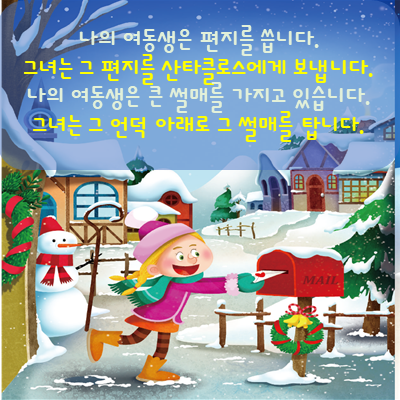 나의 여동생은 편지를 씁니다.
그녀는 그 편지를 산타클로스에게 보냅니다.
나의 여동생은 큰 썰매를 가지고 있습니다.
그녀는 그 언덕 아래로 그 썰매를 탑니다.
MAIL